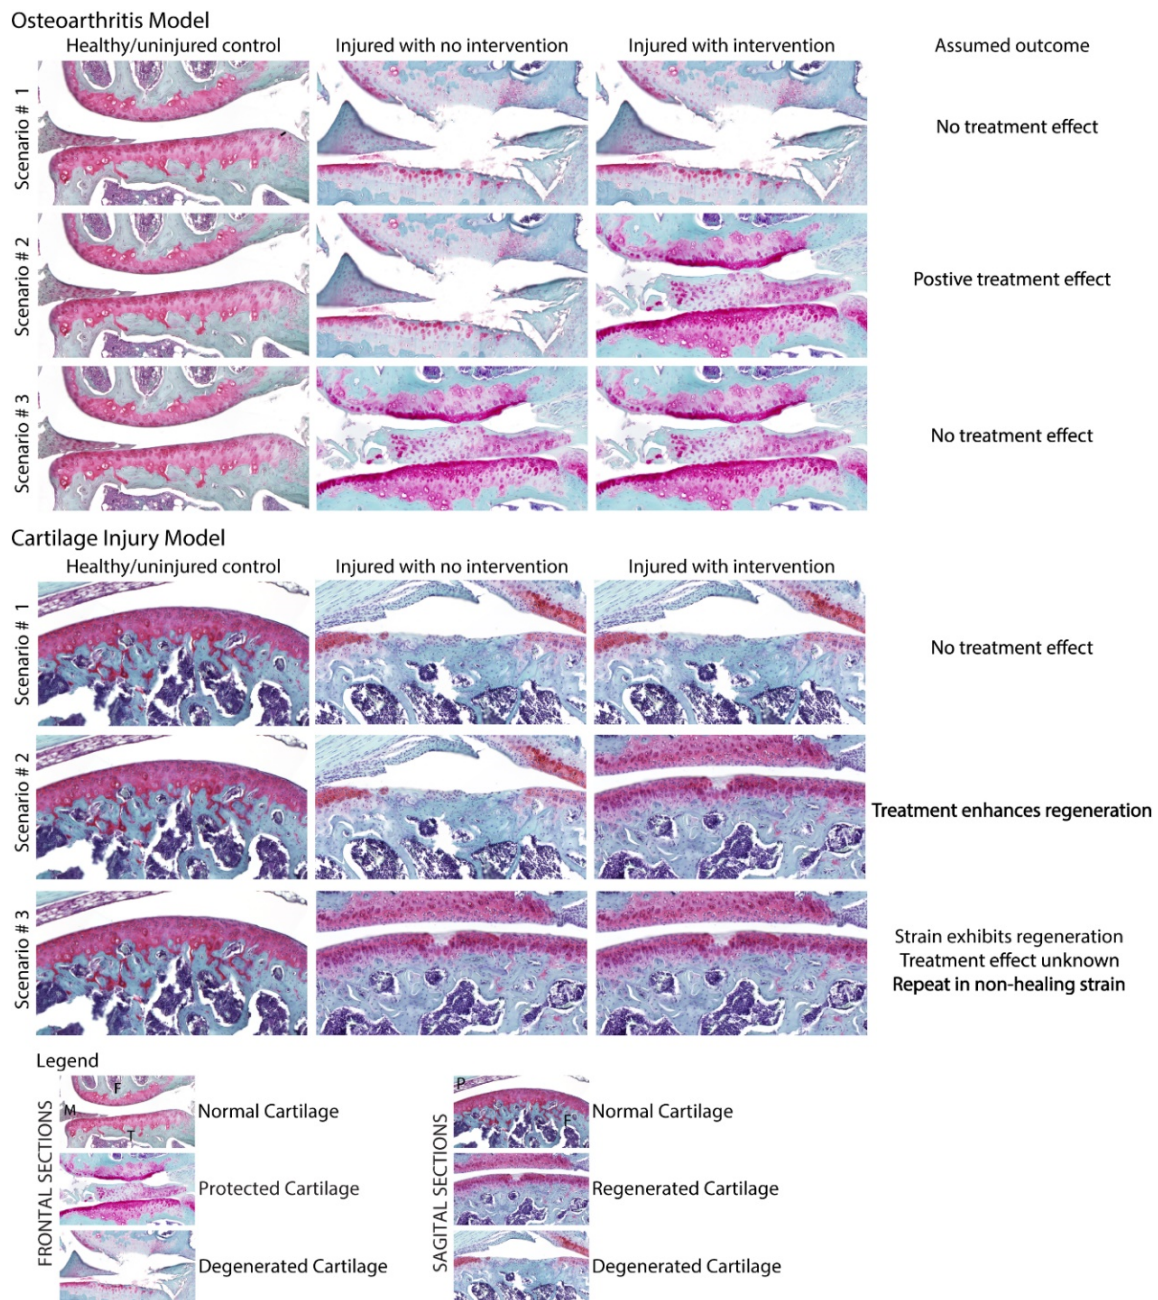 Osteoarthritis Model
Healthy/uninjured control
Injured with no intervention
Injured with intervention
Assumed outcome
Scenario # 1
No treatment effect
Scenario # 2
Postive treatment effect
Scenario # 3
No treatment effect
Cartilage Injury Model
Healthy/uninjured control
Injured with no intervention
Injured with intervention
Scenario # 1
No treatment effect
Scenario # 2
Treatment enhances regeneration
Scenario # 3
Strain exhibits regeneration
Treatment effect unknown
Repeat in non-healing strain
Legend
FRONTAL SECTIONS
F
M
T
Normal Cartilage
Protected Cartilage
Degenerated Cartilage
SAGITAL SECTIONS
P
F
Normal Cartilage
Regenerated Cartilage
Degenerated Cartilage